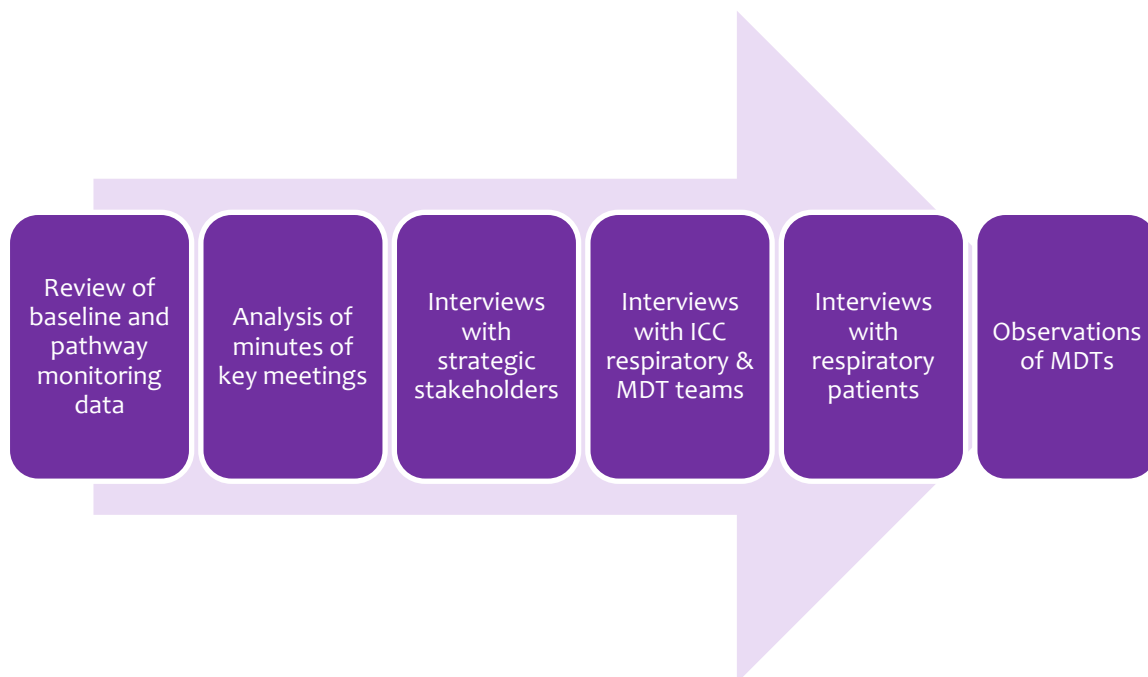 Review of
baseline and
pathway
monitoring
data
Analysis of
minutes of
key meetings
Interviews
with
strategic
stakeholders
Interviews
with ICC
respiratory &
MDT teams
Interviews
with
respiratory
patients
Observations
of MDTs